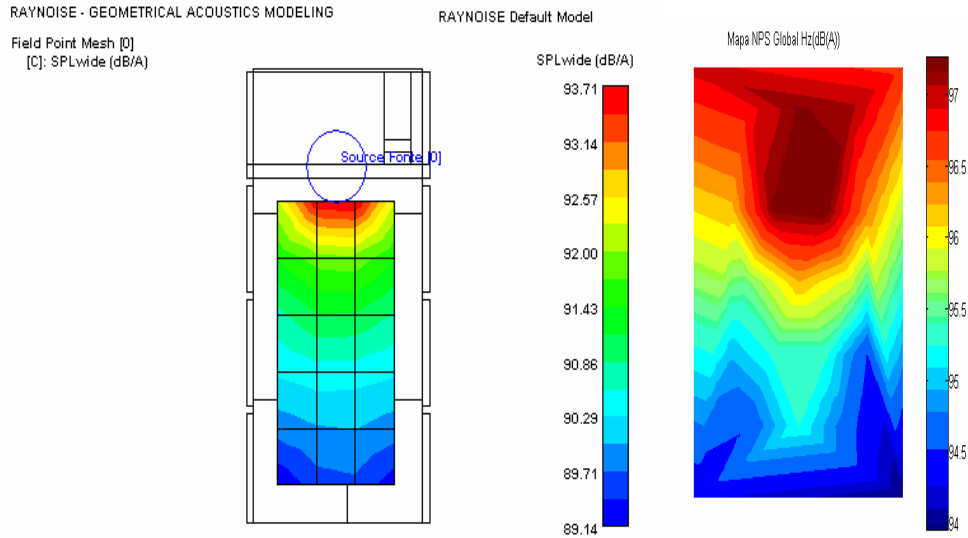 RAYNOISE - GEOMETRICAL ACOUSTICS MODELING
RAYNOISE Default Model
Field Point Mesh [0]
[C]: SPLwide (dB/A)
Source Fonte [0]
SPLwide (dB/A)
93.71
93.14
92.57
92.00
91.43
90.86
90.29
89.71
89.14
Mapa NPS Global Hz(dB(A))
97
96.5
96
95.5
95
94.5
94